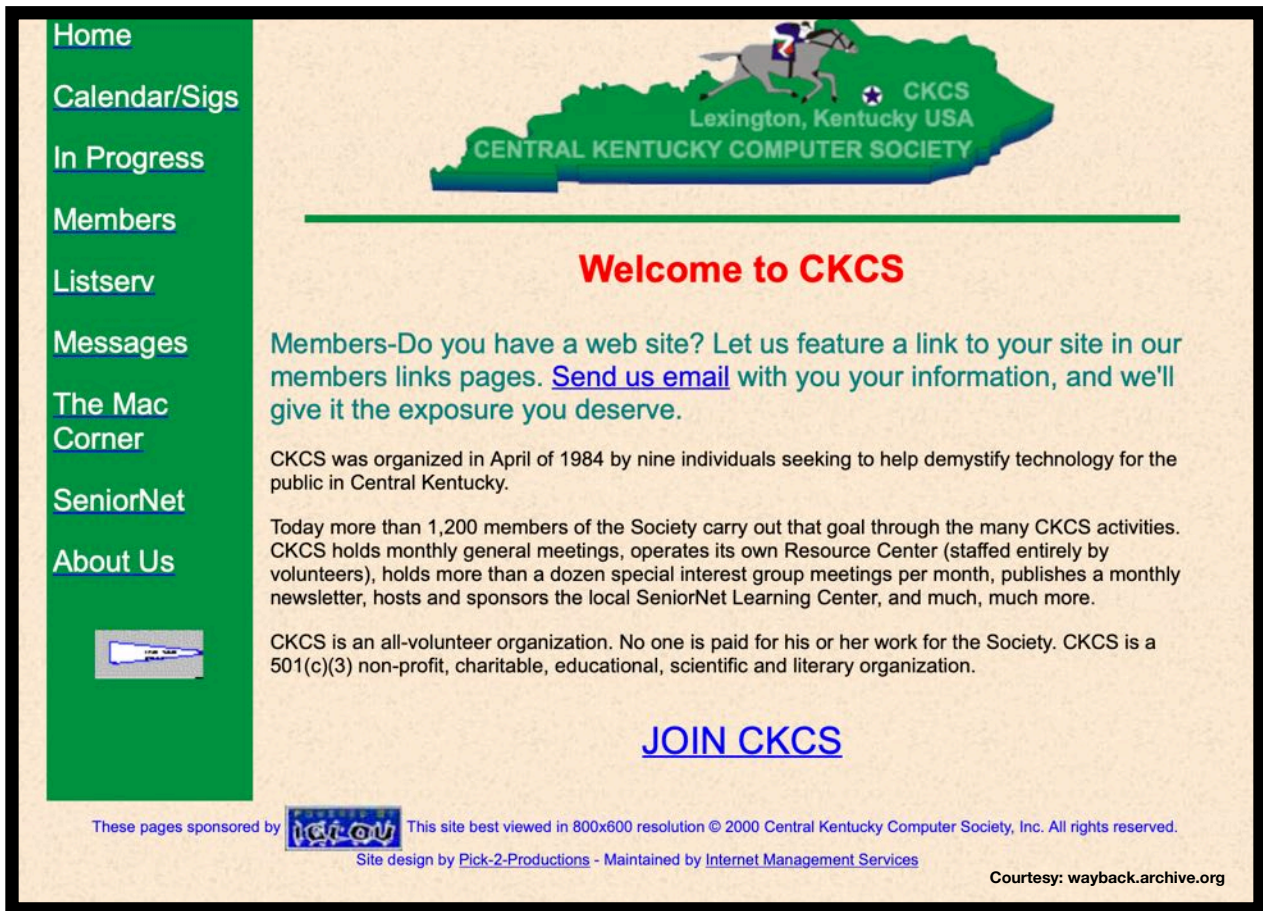 Home
Calendar/Sigs
In Progress
Members
Listserv
Messages
The Mac
Corner
SeniorNet
About Us
CKCS
Lexington, Kentucky USA
CENTRAL KENTUCKY COMPUTER SOCIETY
Welcome to CKCS
Members-Do you have a web site? Let us feature a link to your site in our
members links pages. Send us email with you your information, and we'll
give it the exposure you deserve.
CKCS was organized in April of 1984 by nine individuals seeking to help demystify technology for the
public in Central Kentucky.
Today more than 1,200 members of the Society carry out that goal through the many CKCS activities.
CKCS holds monthly general meetings, operates its own Resource Center (staffed entirely by
volunteers), holds more than a dozen special interest group meetings per month, publishes a monthly
newsletter, hosts and sponsors the local SeniorNet Learning Center, and much, much more.
CKCS is an all-volunteer organization. No one is paid for his or her work for the Society. CKCS is a
501(c)(3) non-profit, charitable, educational, scientific and literary organization.
JOIN CKCS
These pages sponsored by POWERED BY IGLOU This site best viewed in 800x600 resolution © 2000 Central Kentucky Computer Society, Inc. All rights reserved.
Site design by Pick-2-Productions - Maintained by Internet Management Services
Courtesy: wayback.archive.org